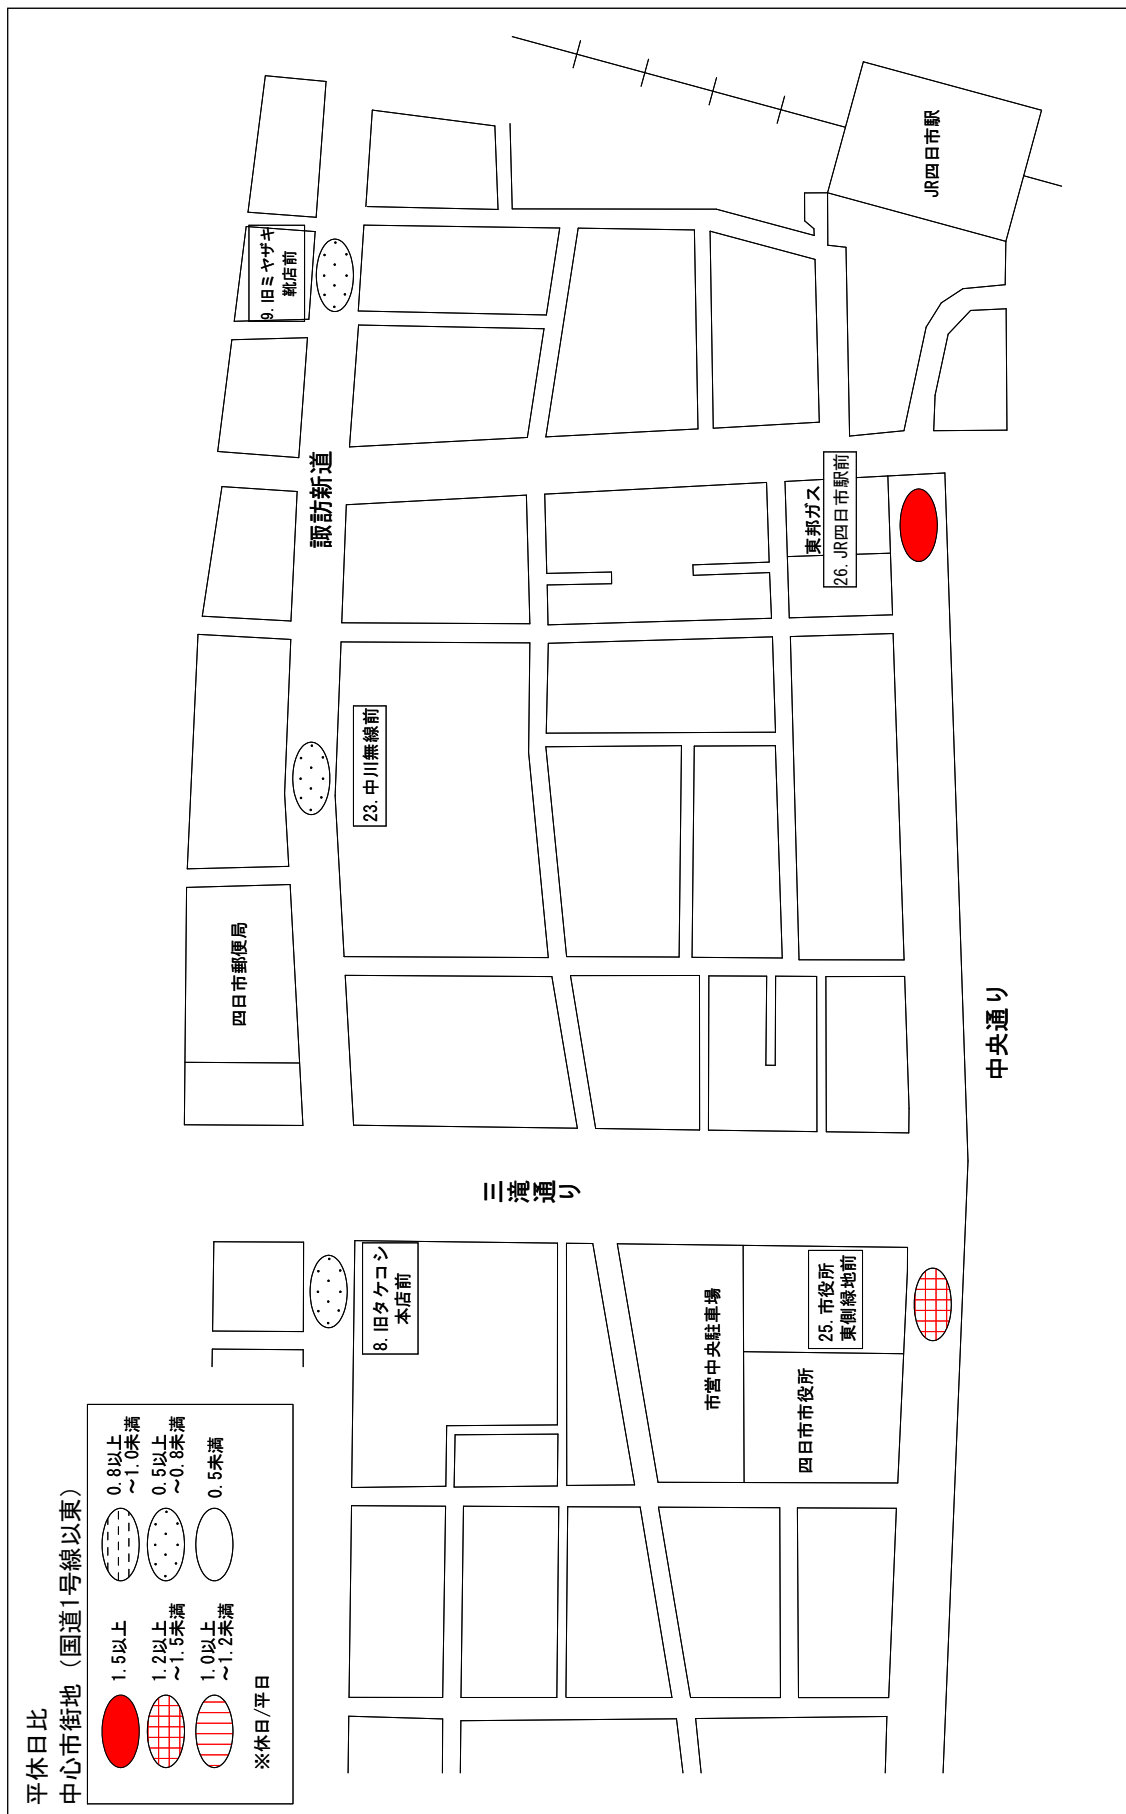 平休日比
中心市街地（国道1号線以東）
1.5以上
1.2以上
～1.5未満
1.0以上
～1.2未満
0.8以上
～1.0未満
0.5以上
～0.8未満
0.5未満
※休日/平日
四日市郵便局
諏訪新道
9.旧ミヤザキ
靴店前
8.旧タケコシ
本店前
23.中川無線前
三滝通り
市営中央駐車場
四日市市役所
25.市役所
東側緑地前
東邦ガス
26.JR四日市駅前
JR四日市駅
中央通り